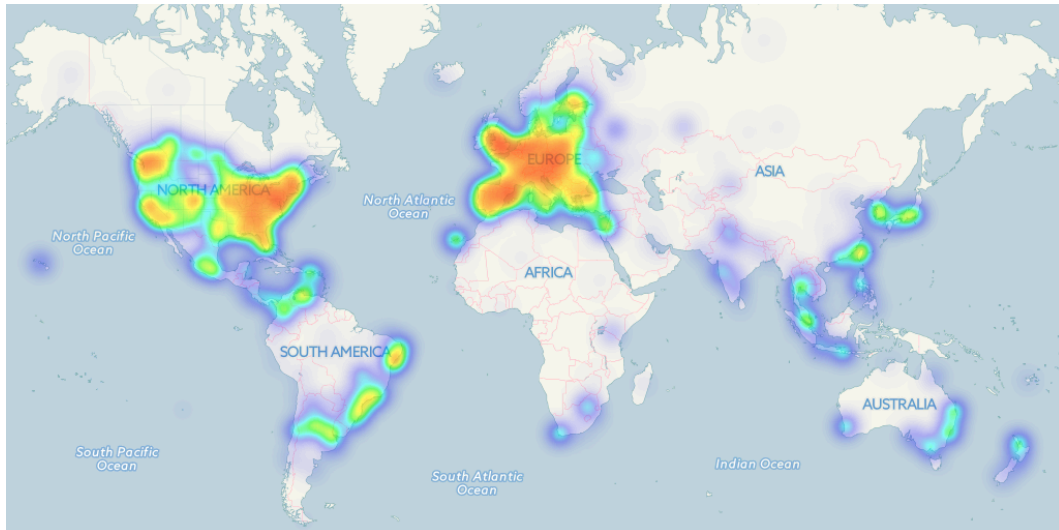 NORTH AMERICA
EUROPE
ASIA
North Atlantic
Ocean
North Pacific
Ocean
AFRICA
SOUTH AMERICA
AUSTRALIA
South Pacific
Ocean
South Atlantic
Ocean
Indian Ocean